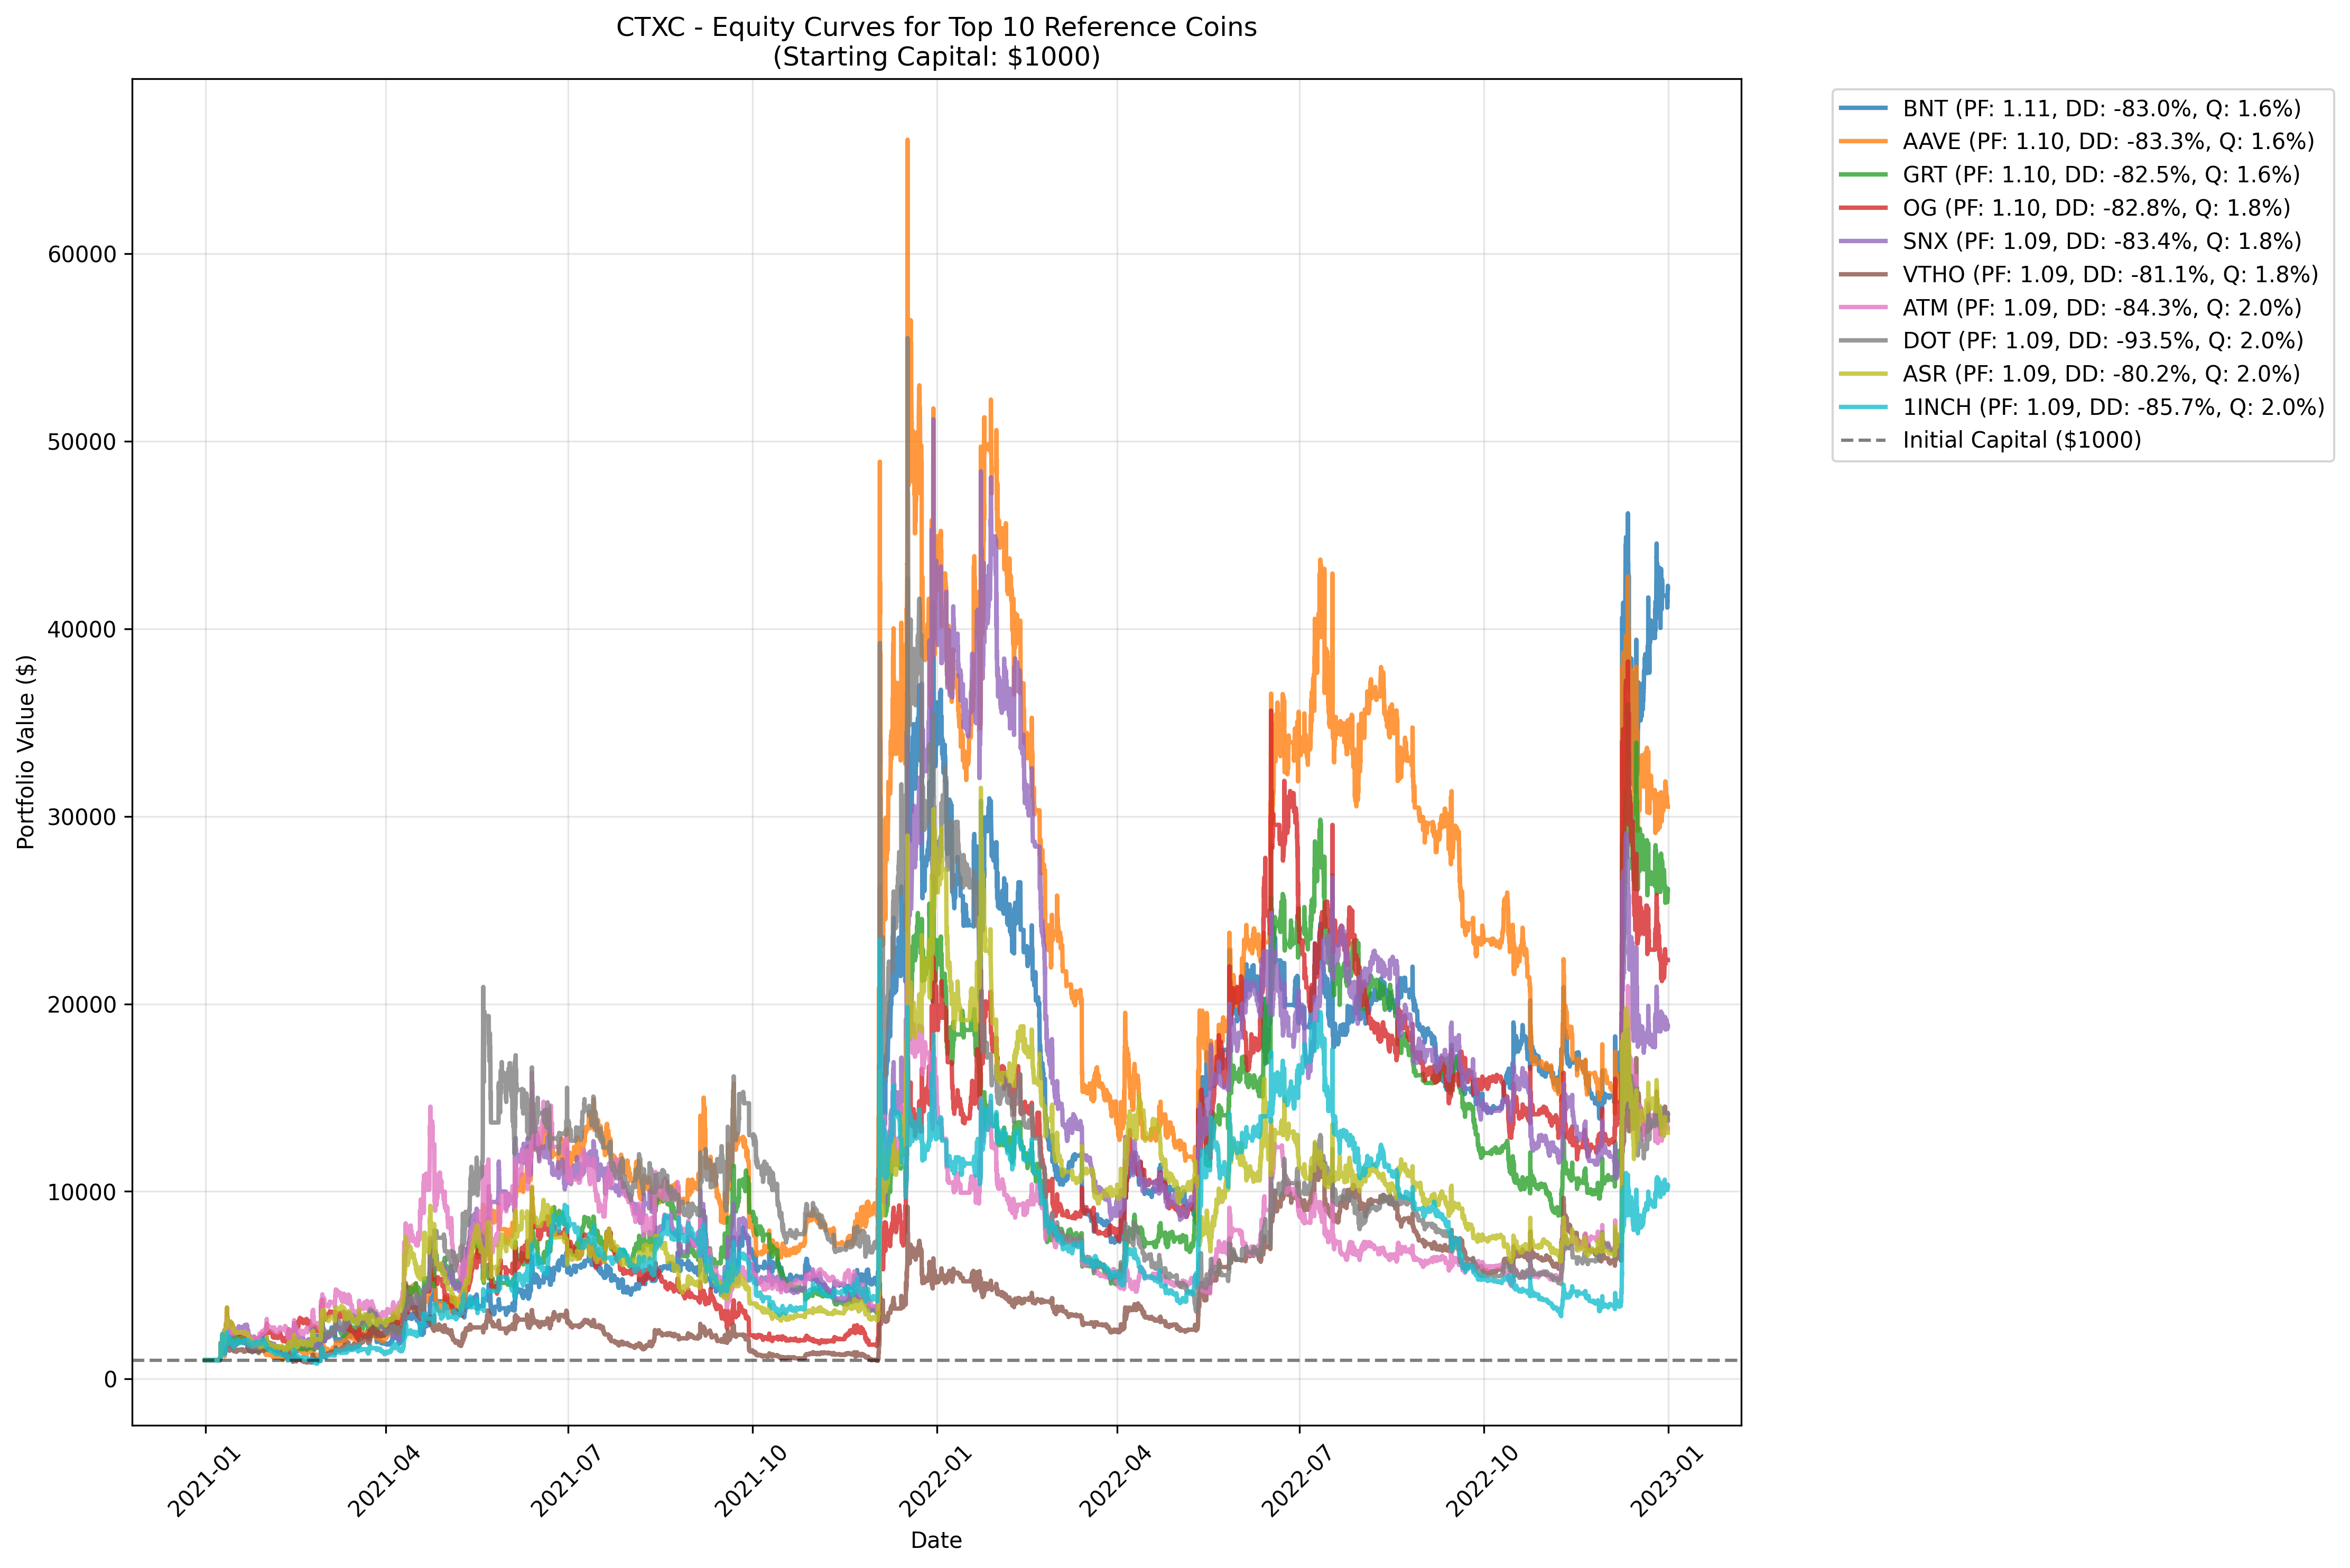 CTXC - Equity Curves for Top 10 Reference Coins
(Starting Capital: $1000)
BNT (PF: 1.11, DD: -83.0%, Q: 1.6%)
AAVE (PF: 1.10, DD: -83.3%, Q: 1.6%)
GRT (PF: 1.10, DD: -82.5%, Q: 1.6%)
OG (PF: 1.10, DD: -82.8%, Q: 1.8%)
SNX (PF: 1.09, DD: -83.4%, Q: 1.8%)
VTHO (PF: 1.09, DD: -81.1%, Q: 1.8%)
ATM (PF: 1.09, DD: -84.3%, Q: 2.0%)
DOT (PF: 1.09, DD: -93.5%, Q: 2.0%)
ASR (PF: 1.09, DD: -80.2%, Q: 2.0%)
1INCH (PF: 1.09, DD: -85.7%, Q: 2.0%)
Initial Capital ($1000)
Portfolio Value ($)
60000
50000
40000
30000
20000
10000
0
2021-01
2021-04
2021-07
2021-10
2022-01
2022-04
2022-07
2022-10
2023-01
Date